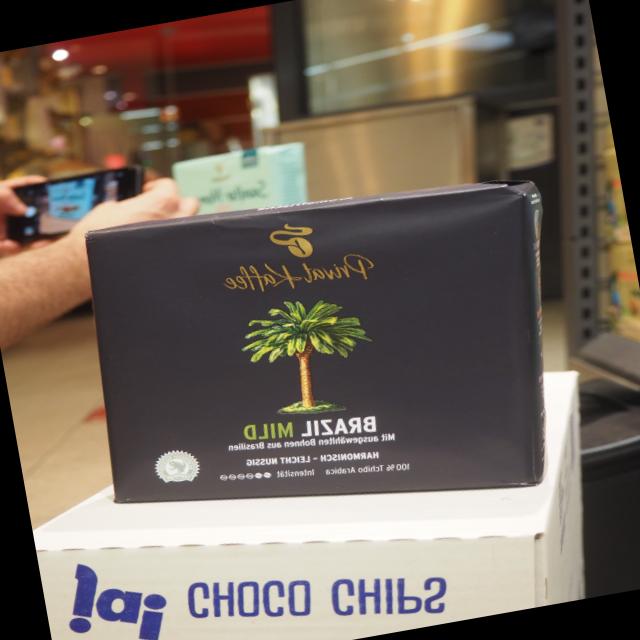 Privat Kaffee
BRAZIL MILD
Mit ausgewählten Bohnen aus Brasilien
HARMONISCH – LEICHT NUSSIG
100% Tchibo Arabica Intensität
ja!
CHOCO CHIPS